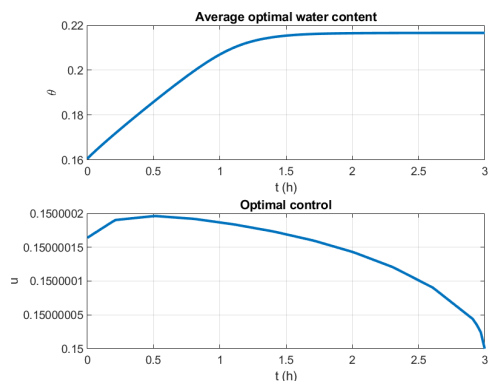 Average optimal water content
0.22
0.2
0.18
0.16
θ
0 0.5 1 1.5 2 2.5 3
t (h)
Optimal control
0.1500002
0.15000015
0.1500001
0.15000005
0.15
u
0 0.5 1 1.5 2 2.5 3
t (h)